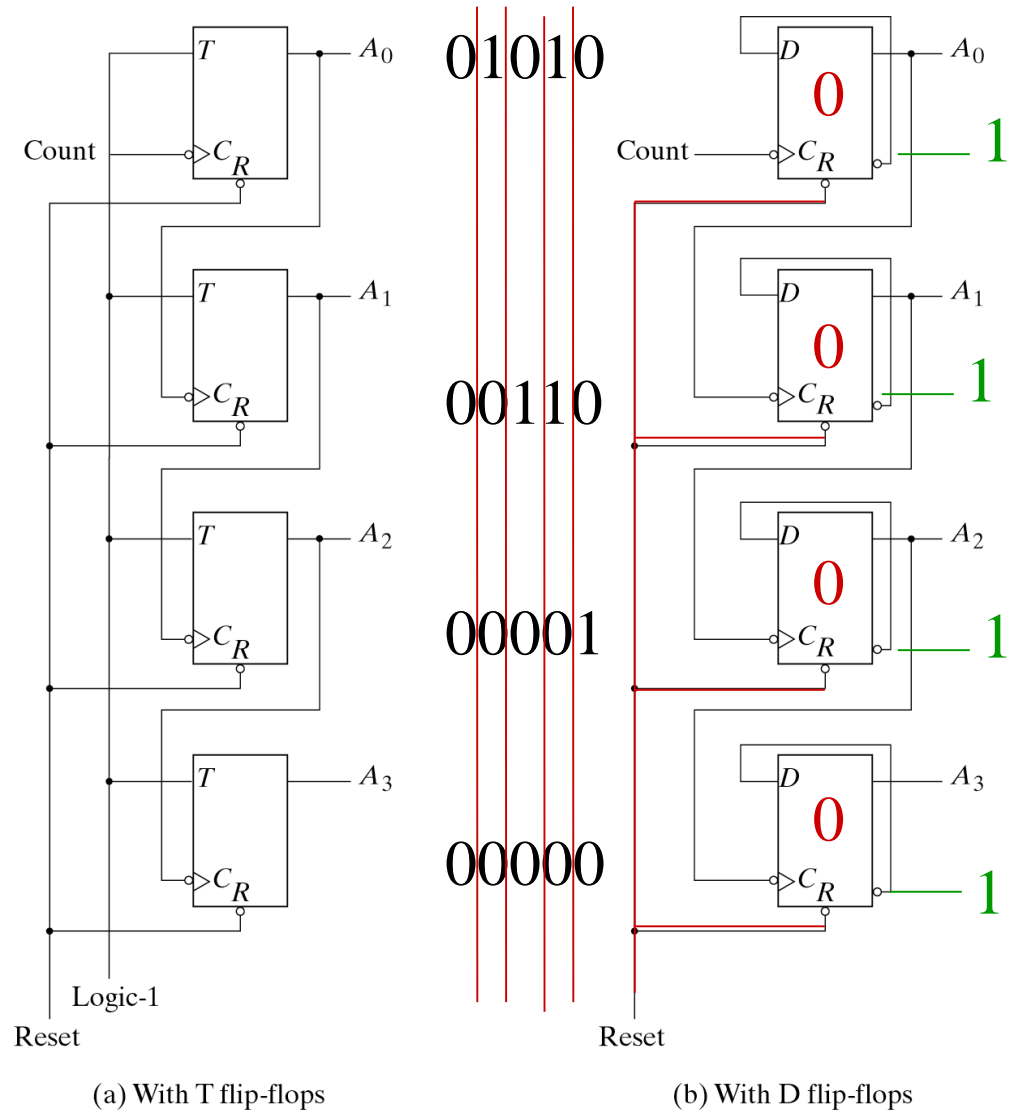 T
A0
Count
C
R
T
A1
C
R
T
A2
C
R
T
A3
C
R
Logic-1
Reset
(a) With T flip-flops
01010
00110
00001
00000
D
A0
0
1
Count
C
R
D
A1
0
1
C
R
D
A2
0
1
C
R
D
A3
0
C
R
1
Reset
(b) With D flip-flops